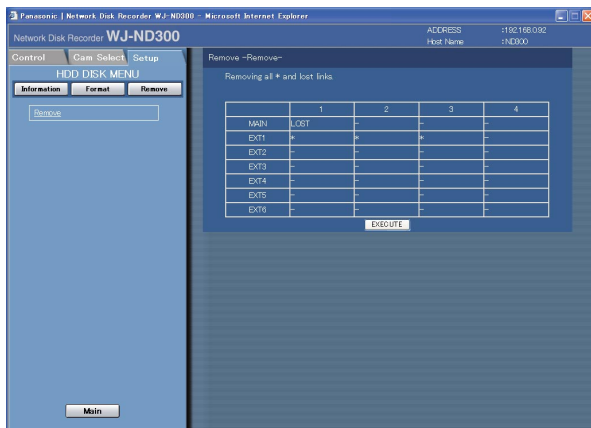 Panasonic | Network Disk Recorder WJ-ND300 - Microsoft Internet Explorer
Network Disk Recorder WJ-ND300
ADDRESS :192.168.0.92
Host Name :ND300
Control Cam Select Setup
HDD DISK MENU
Information Format Remove
Remove
Main
Remove -Remove-
Removing all * and lost links.
1 2 3 4
MAIN LOST - - -
EXT1 * * * -
EXT2 - - - -
EXT3 - - - -
EXT4 - - - -
EXT5 - - - -
EXT6 - - - -
EXECUTE